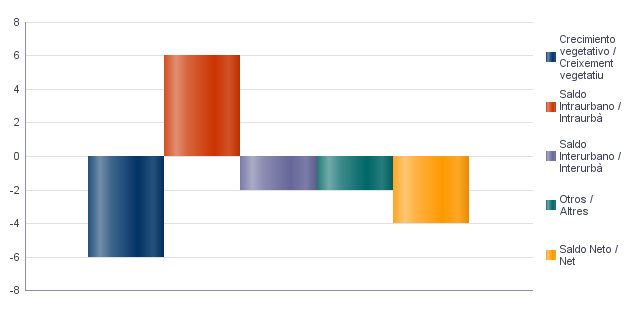 8
6
4
2
0
-2
-4
-6
-8
Crecimiento
vegetativo /
Creixement
vegetatiu
Saldo
Intraurbano /
Intraurbà
Saldo
Interurbano /
Interurbà
Otros /
Altres
Saldo Neto /
Net